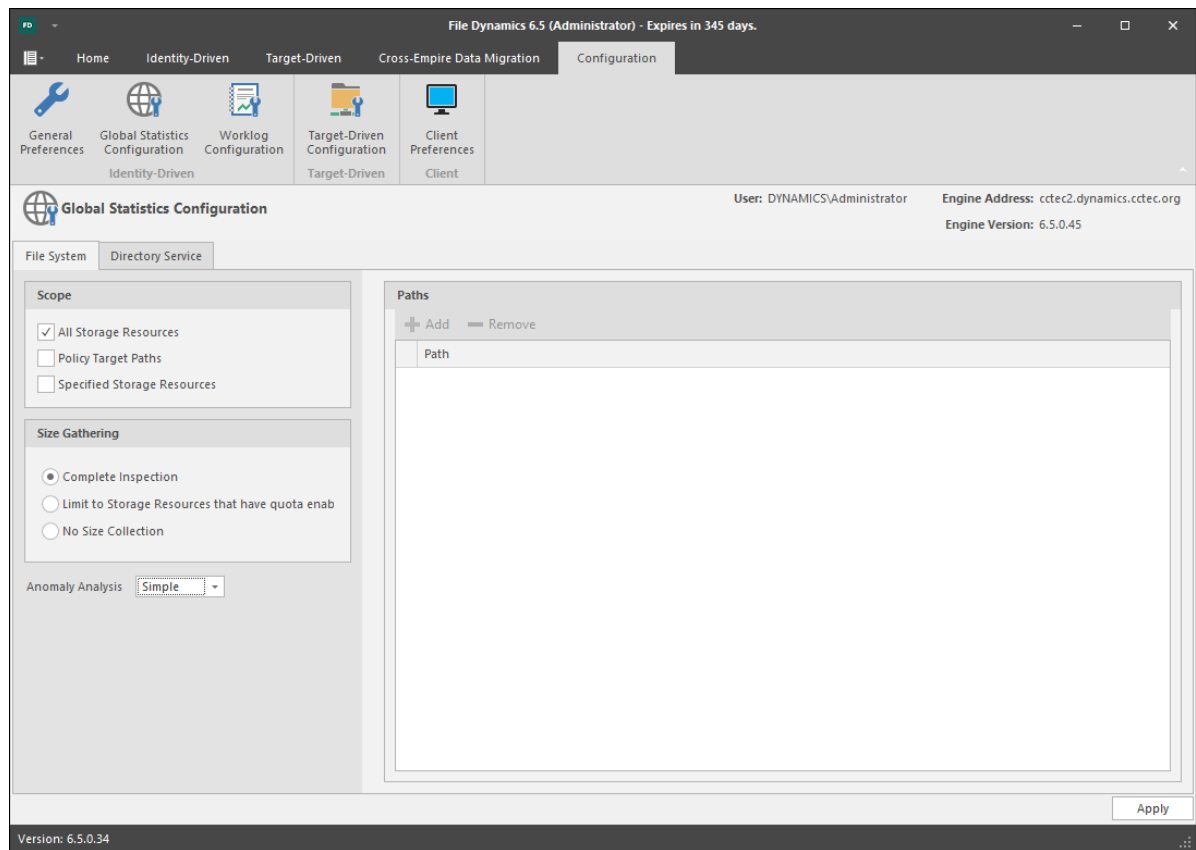 FD
File Dynamics 6.5 (Administrator) - Expires in 345 days.
Home Identity-Driven Target-Driven Cross-Empire Data Migration Configuration
General Preferences
Global Statistics Configuration
Worklog Configuration
Target-Driven Configuration
Client Preferences
Identity-Driven Target-Driven Client
Global Statistics Configuration
User: DYNAMICS\Administrator
Engine Address: cctec2.dynamics.cctec.org
Engine Version: 6.5.0.45
File System Directory Service
Scope
All Storage Resources
Policy Target Paths
Specified Storage Resources
Size Gathering
Complete Inspection
Limit to Storage Resources that have quota enab
No Size Collection
Anomaly Analysis Simple
Paths
Add Remove
Path
Apply
Version: 6.5.0.34